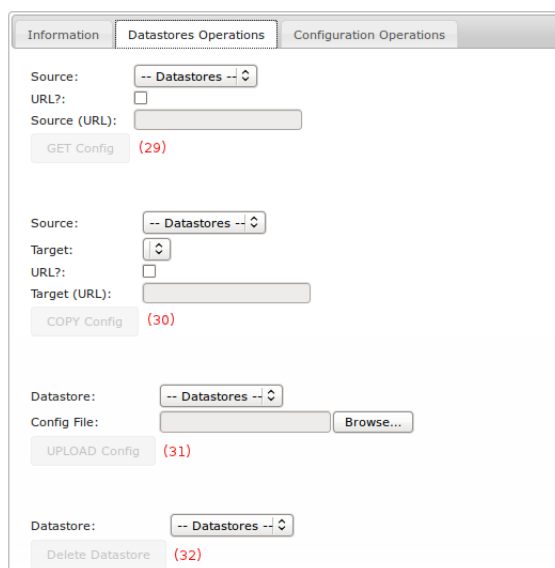 Information Datastores Operations Configuration Operations
Source: -- Datastores --
URL?:
Source (URL):
GET Config (29)
Source: -- Datastores --
Target:
URL?:
Target (URL):
COPY Config (30)
Datastore: -- Datastores --
Config File: Browse...
UPLOAD Config (31)
Datastore: -- Datastores --
Delete Datastore (32)